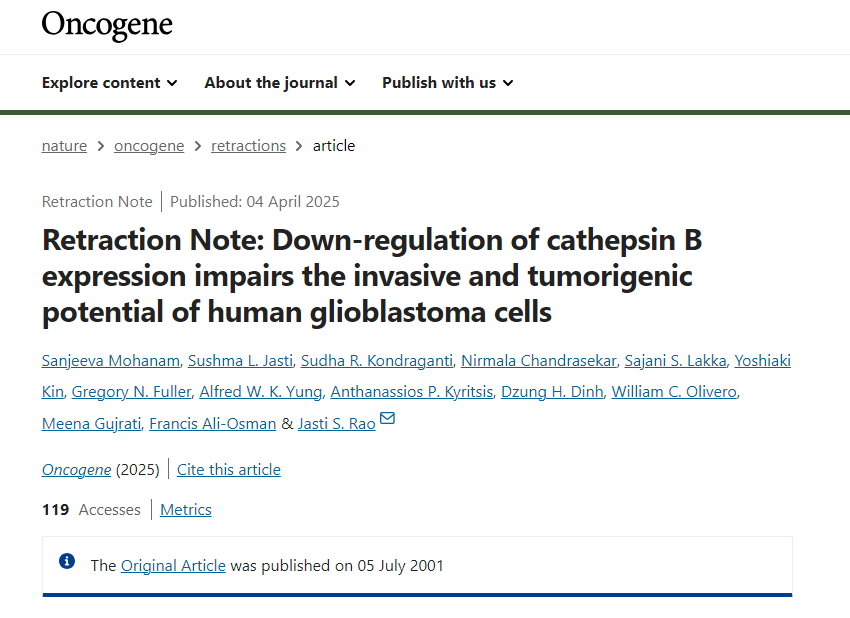 Oncogene
Explore content About the journal Publish with us
nature > oncogene > retractions > article
Retraction Note | Published: 04 April 2025
Retraction Note: Down-regulation of cathepsin B
expression impairs the invasive and tumorigenic
potential of human glioblastoma cells
Sanjeeva Mohanam, Sushma L. Jasti, Sudha R. Kondraganti, Nirmala Chandrasekar, Sajani S. Lakka, Yoshiaki
Kin, Gregory N. Fuller, Alfred W. K. Yung, Anthanassios P. Kyritsis, Dzung H. Dinh, William C. Olivero,
Meena Gujrati, Francis Ali-Osman & Jasti S. Rao
Oncogene (2025) | Cite this article
119 Accesses | Metrics
The Original Article was published on 05 July 2001